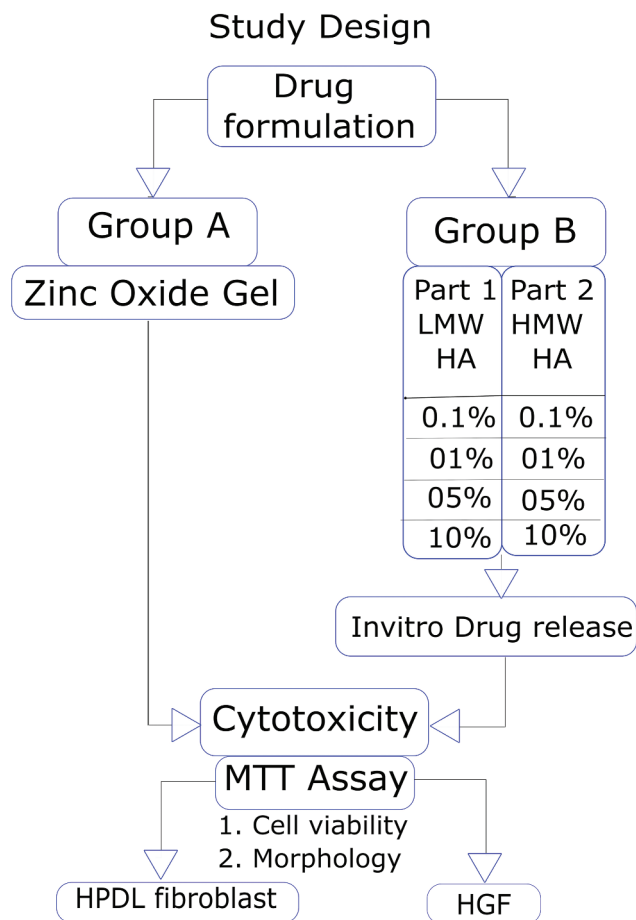 Study Design
Drug
formulation
Group A
Zinc Oxide Gel
Group B
Part 1 Part 2
LMW HMW
HA HA
0.1% 0.1%
01% 01%
05% 05%
10% 10%
Invitro Drug release
Cytotoxicity
MTT Assay
1. Cell viability
2. Morphology
HPDL fibroblast
HGF